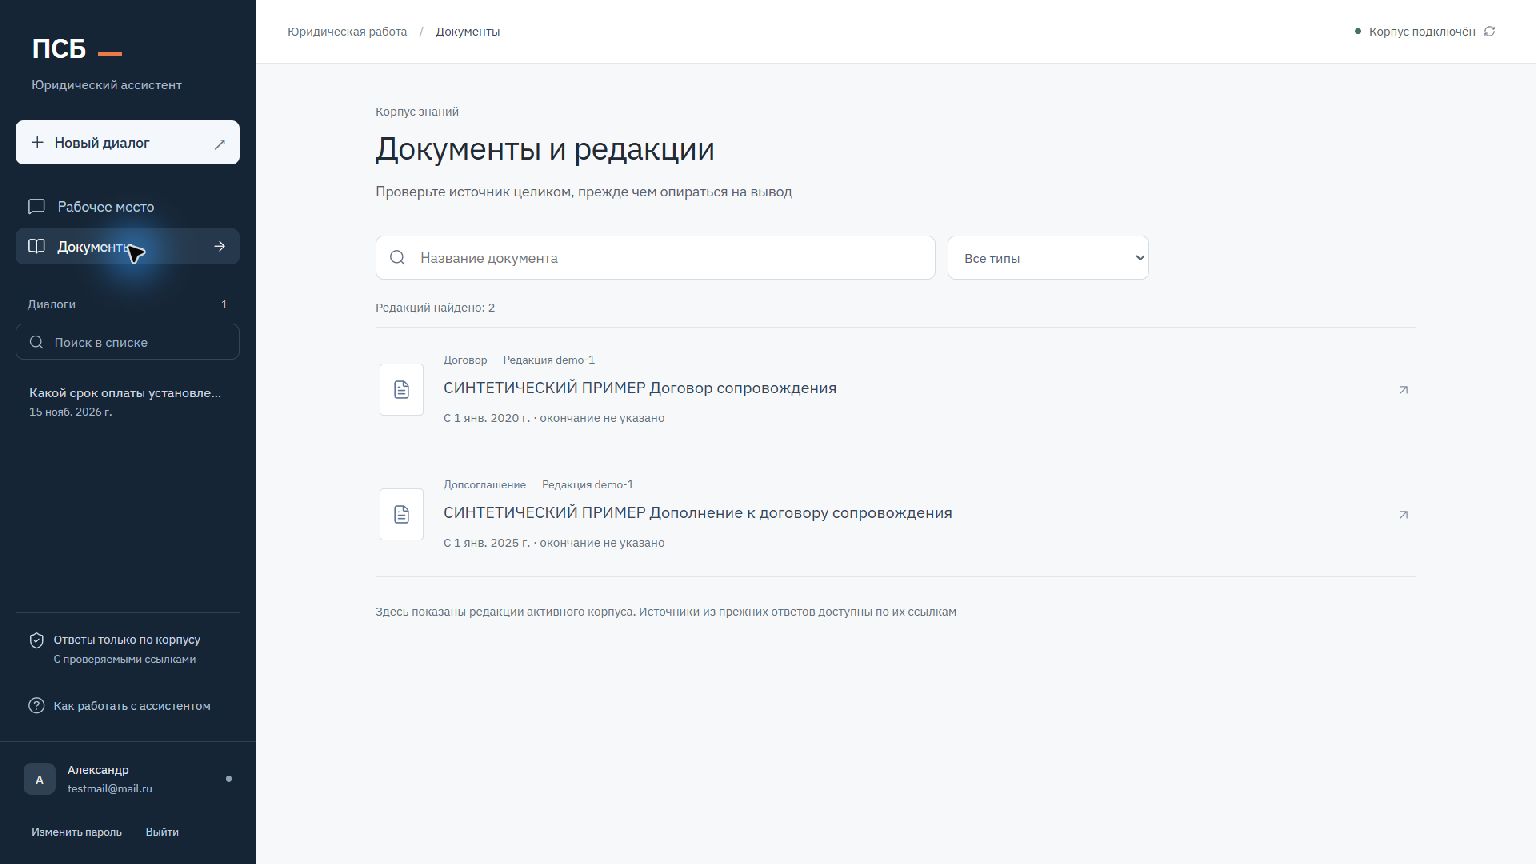 ПСБ
Юридический ассистент
Новый диалог
Рабочее место
Документы
Диалоги 1
Поиск в списке
Какой срок оплаты установле...
15 нояб. 2026 г.
Ответы только по корпусу
С проверяемыми ссылками
Как работать с ассистентом
А
Александр
testmail@mail.ru
Изменить пароль Выйти
Юридическая работа / Документы
Корпус подключён
Корпус знаний
Документы и редакции
Проверьте источник целиком, прежде чем опираться на вывод
Название документа
Все типы
Редакций найдено: 2
Договор Редакция demo-1
СИНТЕТИЧЕСКИЙ ПРИМЕР Договор сопровождения
С 1 янв. 2020 г. · окончание не указано
Допсоглашение Редакция demo-1
СИНТЕТИЧЕСКИЙ ПРИМЕР Дополнение к договору сопровождения
С 1 янв. 2025 г. · окончание не указано
Здесь показаны редакции активного корпуса. Источники из прежних ответов доступны по их ссылкам